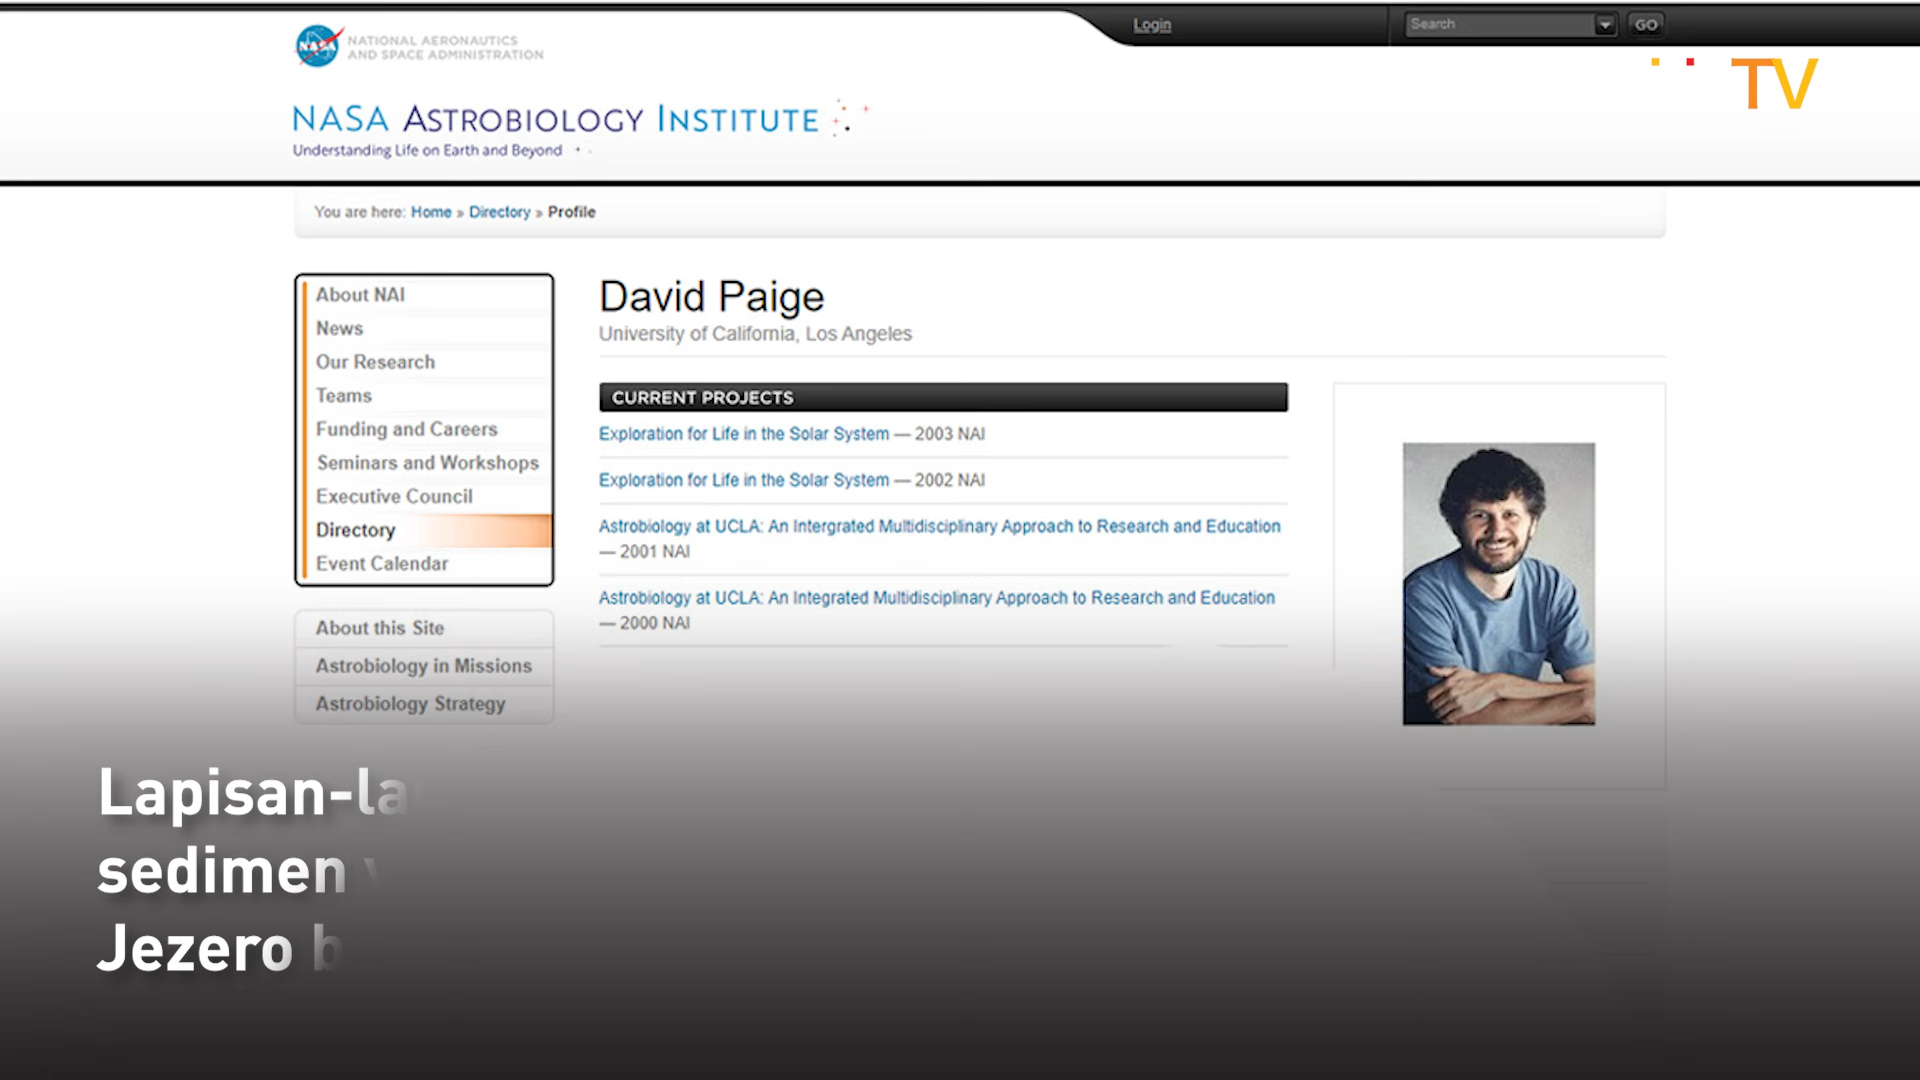 Login
Search
GO
NASA
NATIONAL AERONAUTICS
AND SPACE ADMINISTRATION
TV
NASA ASTROBIOLOGY INSTITUTE
Understanding Life on Earth and Beyond
You are here: Home » Directory » Profile
About NAI
News
Our Research
Teams
Funding and Careers
Seminars and Workshops
Executive Council
Directory
Event Calendar
About this Site
Astrobiology in Missions
Astrobiology Strategy
David Paige
University of California, Los Angeles
CURRENT PROJECTS
Exploration for Life in the Solar System — 2003 NAI
Exploration for Life in the Solar System — 2002 NAI
Astrobiology at UCLA: An Intergrated Multidisciplinary Approach to Research and Education
— 2001 NAI
Astrobiology at UCLA: An Integrated Multidisciplinary Approach to Research and Education
— 2000 NAI
Lapisan-la
sedimen
Jezero b